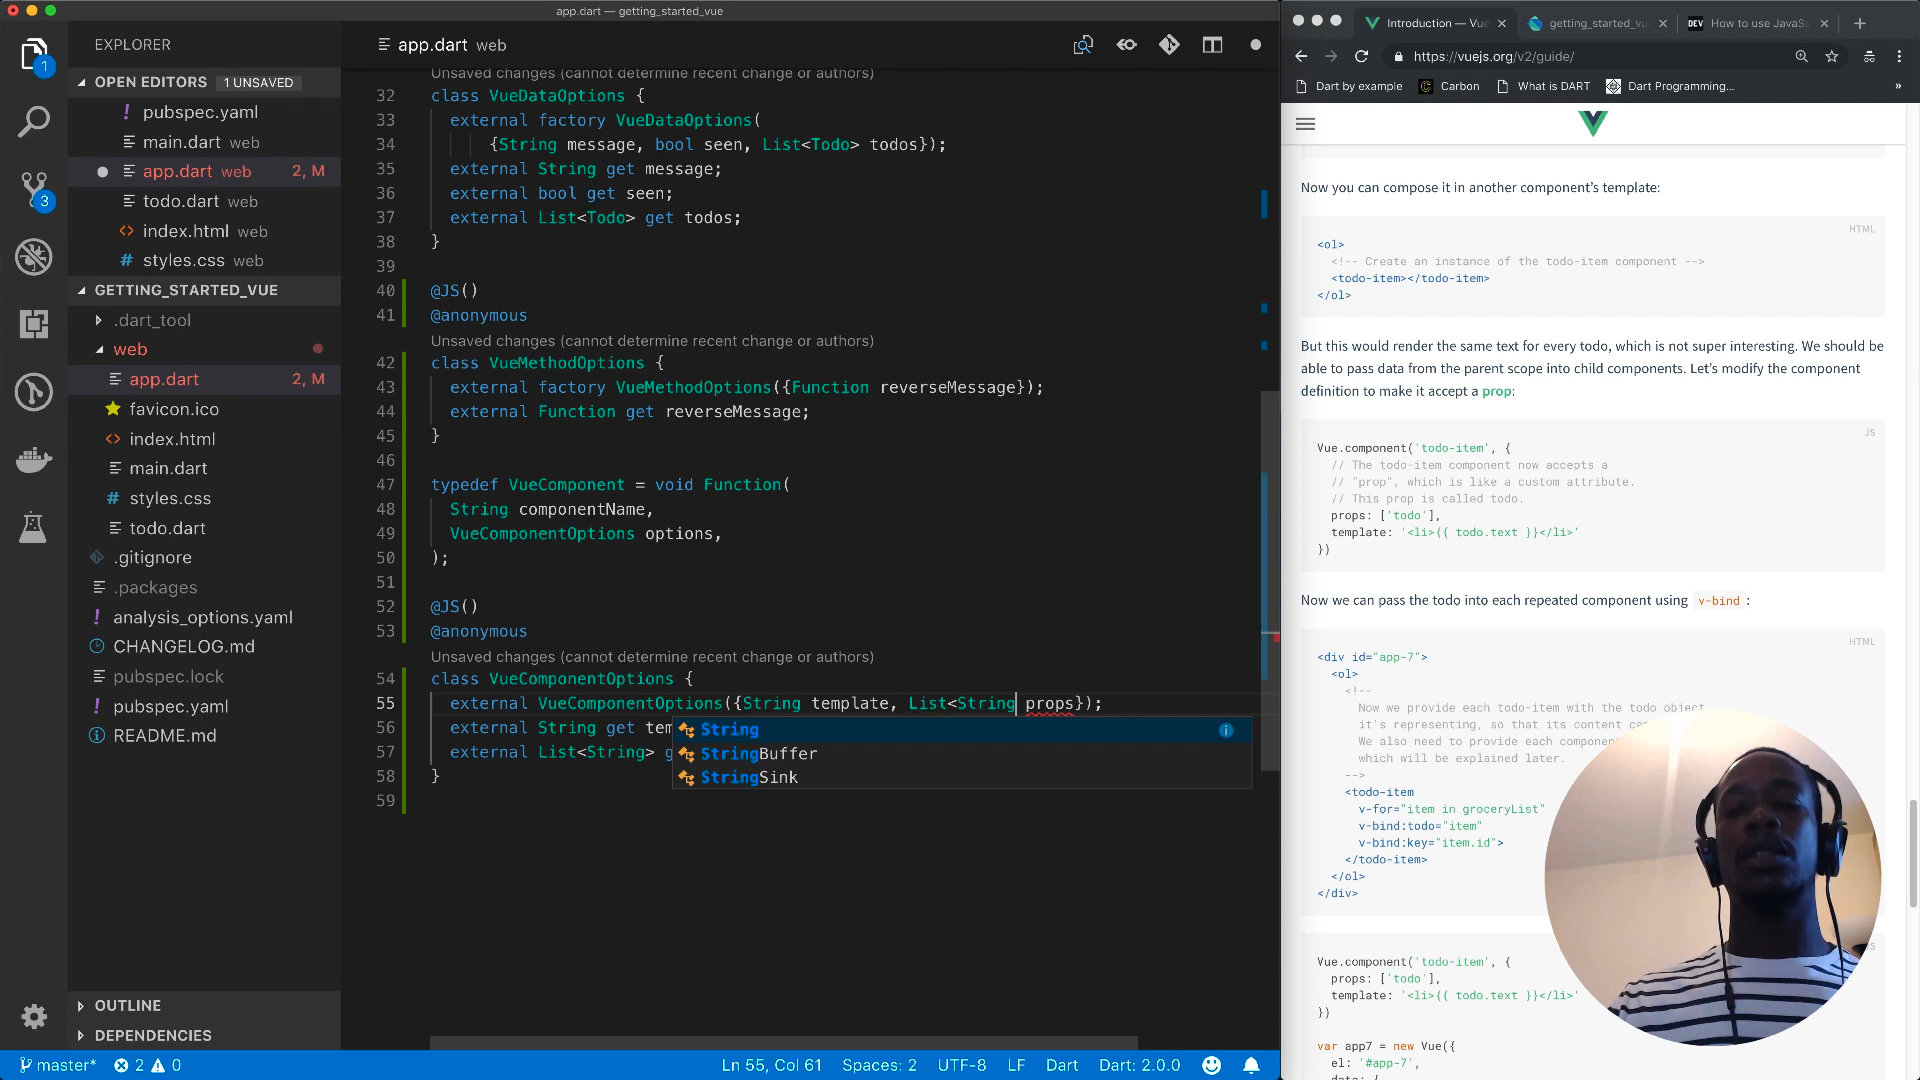 app.dart — getting_started_vue
EXPLORER
OPEN EDITORS 1 UNSAVED
! pubspec.yaml
main.dart web
app.dart web 2, M
todo.dart web
<> index.html web
# styles.css web
GETTING_STARTED_VUE
.dart_tool
web
app.dart 2, M
favicon.ico
<> index.html
main.dart
# styles.css
todo.dart
.gitignore
.packages
! analysis_options.yaml
CHANGELOG.md
pubspec.lock
! pubspec.yaml
README.md
OUTLINE
DEPENDENCIES
1
3
app.dart web
Unsaved changes (cannot determine recent change or authors)
32 class VueDataOptions {
33 external factory VueDataOptions(
34 {String message, bool seen, List<Todo> todos});
35 external String get message;
36 external bool get seen;
37 external List<Todo> get todos;
38 }
39
40 @JS()
41 @anonymous
Unsaved changes (cannot determine recent change or authors)
42 class VueMethodOptions {
43 external factory VueMethodOptions({Function reverseMessage});
44 external Function get reverseMessage;
45 }
46
47 typedef VueComponent = void Function(
48 String componentName,
49 VueComponentOptions options,
50 );
51
52 @JS()
53 @anonymous
Unsaved changes (cannot determine recent change or authors)
54 class VueComponentOptions {
55 external VueComponentOptions({String template, List<String props});
56 external String get tem
57 external List<String> g
58 }
59
String
StringBuffer
StringSink
master* 2 0
Ln 55, Col 61 Spaces: 2 UTF-8 LF Dart Dart: 2.0.0
Introduction — Vue
getting_started_vu
DEV How to use JavaSc
https://vuejs.org/v2/guide/
Dart by example Carbon What is DART Dart Programming... »
Now you can compose it in another component’s template:
HTML
<ol>
<!-- Create an instance of the todo-item component -->
<todo-item></todo-item>
</ol>
But this would render the same text for every todo, which is not super interesting. We should be
able to pass data from the parent scope into child components. Let’s modify the component
definition to make it accept a prop:
JS
Vue.component('todo-item', {
// The todo-item component now accepts a
// "prop", which is like a custom attribute.
// This prop is called todo.
props: ['todo'],
template: '<li>{{ todo.text }}</li>'
})
Now we can pass the todo into each repeated component using v-bind :
HTML
<div id="app-7">
<ol>
<!--
Now we provide each todo-item with the todo object
it's representing, so that its content ca
We also need to provide each compone
which will be explained later.
-->
<todo-item
v-for="item in groceryList"
v-bind:todo="item"
v-bind:key="item.id">
</todo-item>
</ol>
</div>
Vue.component('todo-item', {
props: ['todo'],
template: '<li>{{ todo.text }}</li>'
})
var app7 = new Vue({
el: '#app-7',
data: {